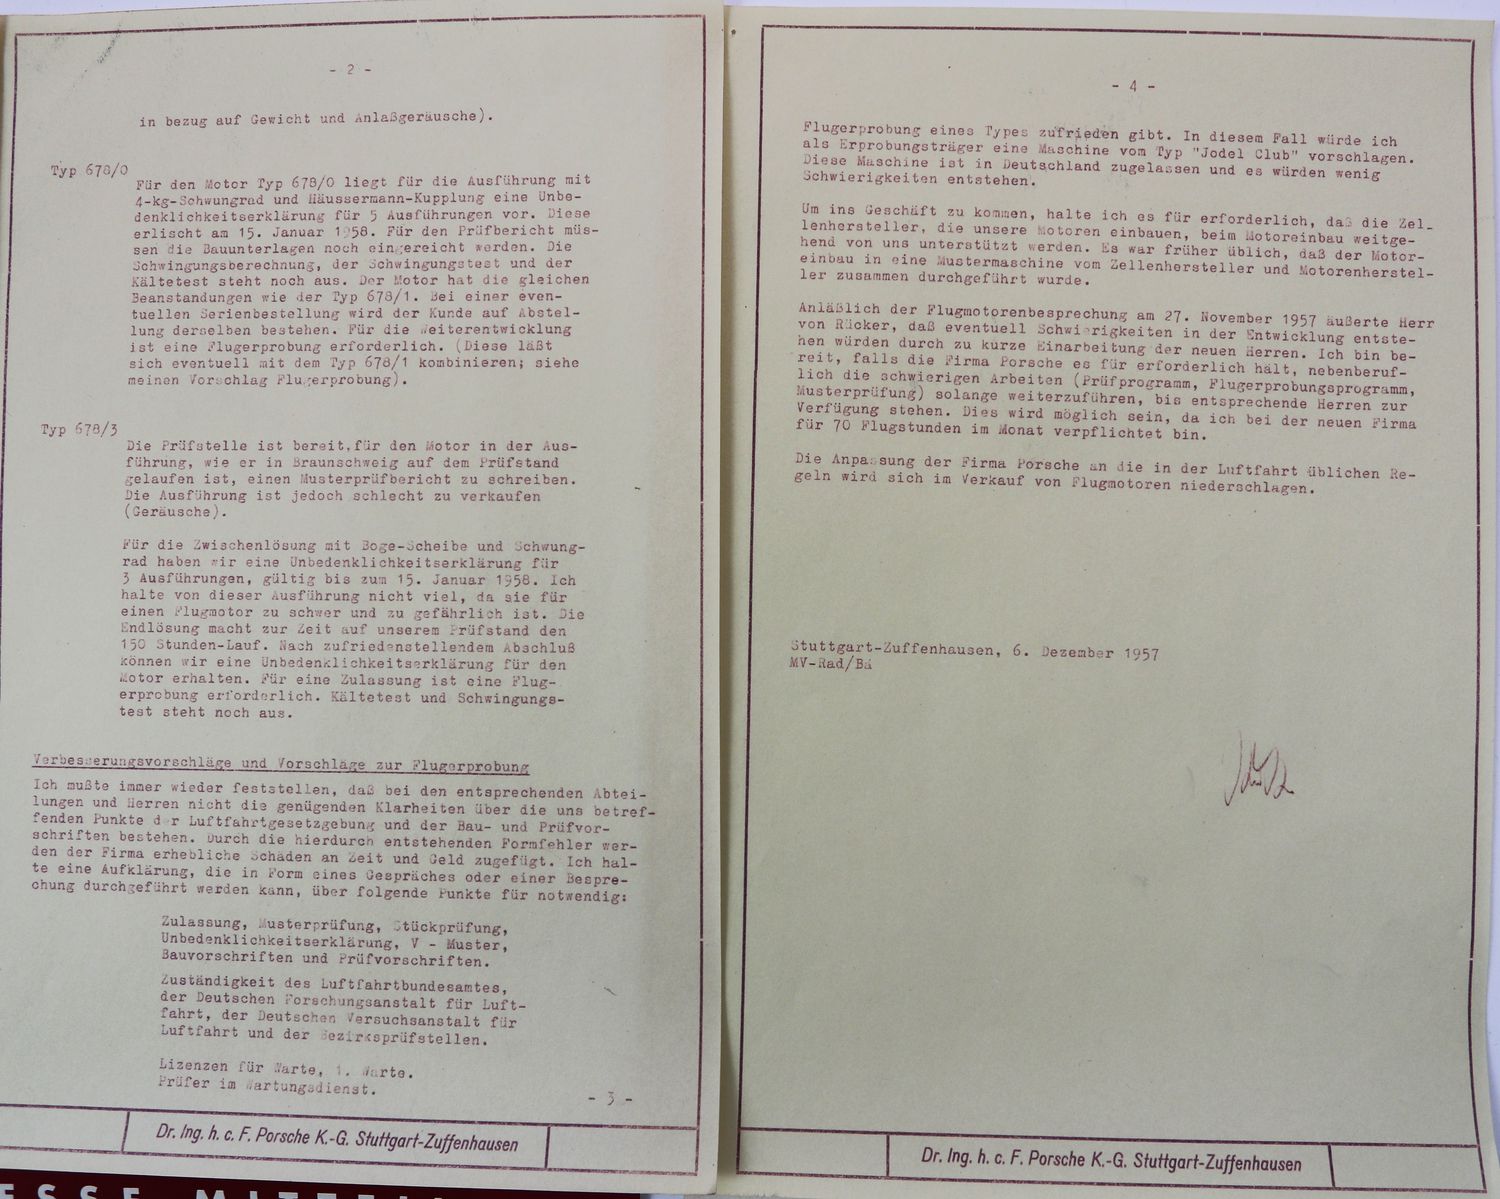 - 2 -
in bezug auf Gewicht und Anlaßgeräusche).
Typ 678/0
Für den Motor Typ 678/0 liegt für die Ausführung mit
4-kg-Schwungrad und Häussermann-Kupplung eine Unbe-
denklichkeitserklärung für 5 Ausführungen vor. Diese
erlischt am 15. Januar 1958. Für den Prüfbericht müs-
sen die Bauunterlagen noch eingereicht werden. Die
Schwingungsberechnung, der Schwingungstest und der
Kältetest steht noch aus. Der Motor hat die gleichen
Beanstandungen wie der Typ 678/1. Bei einer even-
tuellen Serienbestellung wird der Kunde auf Abstel-
lung derselben bestehen. Für die Weiterentwicklung
ist eine Flugerprobung erforderlich. (Diese läßt
sich eventuell mit dem Typ 678/1 kombinieren; siehe
meinen Vorschlag Flugerprobung).
Typ 678/3
Die Prüfstelle ist bereit,für den Motor in der Aus-
führung, wie er in Braunschweig auf dem Prüfstand
gelaufen ist, einen Musterprüfbericht zu schreiben.
Die Ausführung ist jedoch schlecht zu verkaufen
(Geräusche).
Für die Zwischenlösung mit Boge-Scheibe und Schwung-
rad haben wir eine Unbedenklichkeitserklärung für
3 Ausführungen, gültig bis zum 15. Januar 1958. Ich
halte von dieser Ausführung nicht viel, da sie für
einen Flugmotor zu schwer und zu gefährlich ist. Die
Endlösung macht zur Zeit auf unserem Prüfstand den
150 Stunden-Lauf. Nach zufriedenstellendem Abschluß
können wir eine Unbedenklichkeitserklärung für den
Motor erhalten. Für eine Zulassung ist eine Flug-
erprobung erforderlich. Kältetest und Schwingungs-
test steht noch aus.
Verbesserungsvorschläge und Vorschläge zur Flugerprobung
Ich mußte immer wieder feststellen, daß bei den entsprechenden Abtei-
lungen und Herren nicht die genügenden Klarheiten über die uns betref-
fenden Punkte der Luftfahrtgesetzgebung und der Bau- und Prüfvor-
schriften bestehen. Durch die hierdurch entstehenden Formfehler wer-
den der Firma erhebliche Schäden an Zeit und Geld zugefügt. Ich hal-
te eine Aufklärung, die in Form eines Gespräches oder einer Bespre-
chung durchgeführt werden kann, über folgende Punkte für notwendig:
Zulassung, Musterprüfung, Stückprüfung,
Unbedenklichkeitserklärung, V - Muster,
Bauvorschriften und Prüfvorschriften.
Zuständigkeit des Luftfahrtbundesamtes,
der Deutschen Forschungsanstalt für Luft-
fahrt, der Deutschen Versuchsanstalt für
Luftfahrt und der Bezirksprüfstellen.
Lizenzen für Warte, 1. Warte.
Prüfer im Wartungsdienst.
- 3 -
Dr. Ing. h. c. F. Porsche K.-G. Stuttgart-Zuffenhausen
- 4 -
Flugerprobung eines Types zufrieden gibt. In diesem Fall würde ich
als Erprobungsträger eine Maschine vom Typ "Jodel Club" vorschlagen.
Diese Maschine ist in Deutschland zugelassen und es würden wenig
Schwierigkeiten entstehen.
Um ins Geschäft zu kommen, halte ich es für erforderlich, daß die Zel-
lenhersteller, die unsere Motoren einbauen, beim Motoreinbau weitge-
hend von uns unterstützt werden. Es war früher üblich, daß der Motor-
einbau in eine Mustermaschine vom Zellenhersteller und Motorenherstel-
ler zusammen durchgeführt wurde.
Anläßlich der Flugmotorenbesprechung am 27. November 1957 äußerte Herr
von Rücker, daß eventuell Schwierigkeiten in der Entwicklung entste-
hen würden durch zu kurze Einarbeitung der neuen Herren. Ich bin be-
reit, falls die Firma Porsche es für erforderlich hält, nebenberuf-
lich die schwierigen Arbeiten (Prüfprogramm, Flugerprobungsprogramm,
Musterprüfung) solange weiterzuführen, bis entsprechende Herren zur
Verfügung stehen. Dies wird möglich sein, da ich bei der neuen Firma
für 70 Flugstunden im Monat verpflichtet bin.
Die Anpassung der Firma Porsche an die in der Luftfahrt üblichen Re-
geln wird sich im Verkauf von Flugmotoren niederschlagen.
Stuttgart-Zuffenhausen, 6. Dezember 1957
MV-Rad/Bä
Dr. Ing. h. c. F. Porsche K.-G. Stuttgart-Zuffenhausen